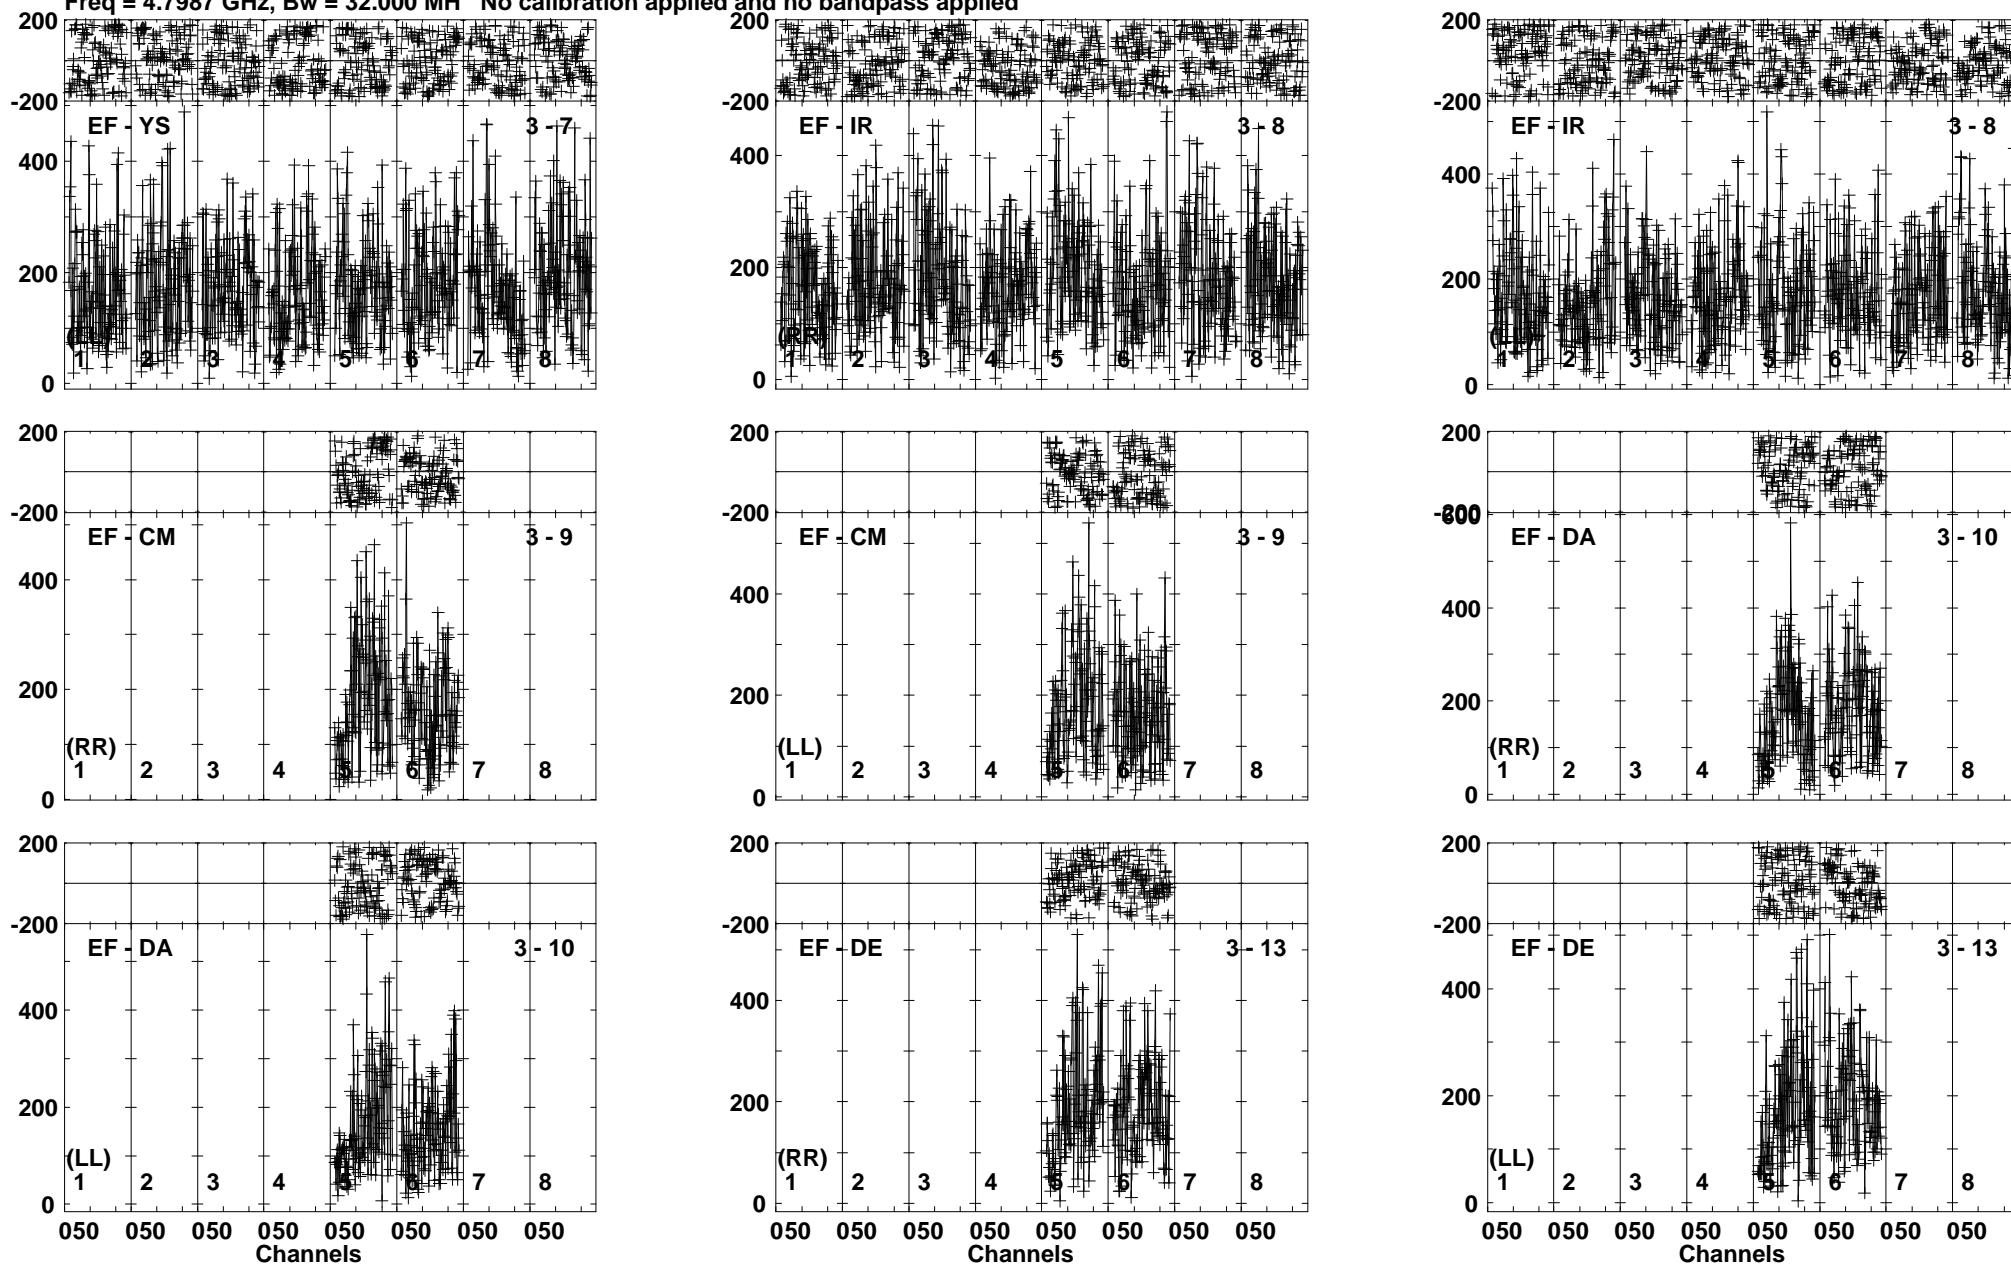 Freq = 4.7987 GHz, Bw = 32.000 MH   No calibration applied and no bandpass applied
200 200 200
-200 -200 -200
EF - YS 3 - 7 EF - IR 3 - 8 EF - IR 3 - 8
400 400 400
200 200 200
(LL) (RR) (LL)
1 2 3 4 5 6 7 8 1 2 3 4 5 6 7 8 1 2 3 4 5 6 7 8
0 0 0
200 200 200
-200 -200 -200
600
EF - CM 3 - 9 EF - CM 3 - 9 EF - DA 3 - 10
400 400 400
200 200 200
(RR) (LL) (RR)
1 2 3 4 5 6 7 8 1 2 3 4 5 6 7 8 1 2 3 4 5 6 7 8
0 0 0
200 200 200
-200 -200 -200
EF - DA 3 - 10 EF - DE 3 - 13 EF - DE 3 - 13
400 400 400
200 200 200
(LL) (RR) (LL)
1 2 3 4 5 6 7 8 1 2 3 4 5 6 7 8 1 2 3 4 5 6 7 8
0 0 0
050 050 050 050 050 050 050 050 050 050 050 050 050 050 050 050 050 050 050 050 050 050 050 050
Channels Channels Channels